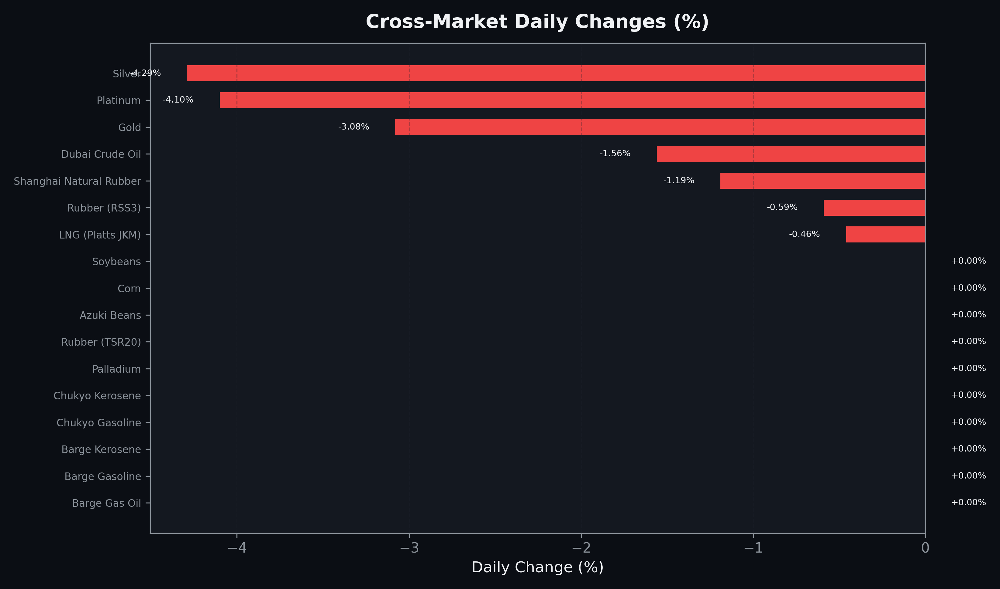 Cross-Market Daily Changes (%)
Silver -4.29%
Platinum -4.10%
Gold -3.08%
Dubai Crude Oil -1.56%
Shanghai Natural Rubber -1.19%
Rubber (RSS3) -0.59%
LNG (Platts JKM) -0.46%
Soybeans +0.00%
Corn +0.00%
Azuki Beans +0.00%
Rubber (TSR20) +0.00%
Palladium +0.00%
Chukyo Kerosene +0.00%
Chukyo Gasoline +0.00%
Barge Kerosene +0.00%
Barge Gasoline +0.00%
Barge Gas Oil +0.00%
−4 −3 −2 −1 0
Daily Change (%)